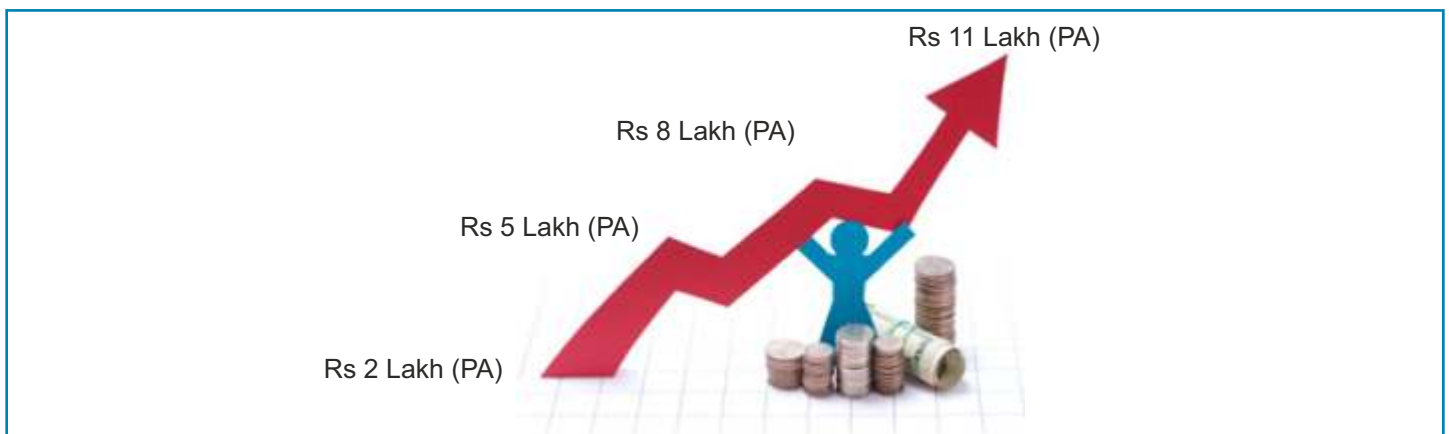 Rs 11 Lakh (PA)
Rs 8 Lakh (PA)
Rs 5 Lakh (PA)
Rs 2 Lakh (PA)